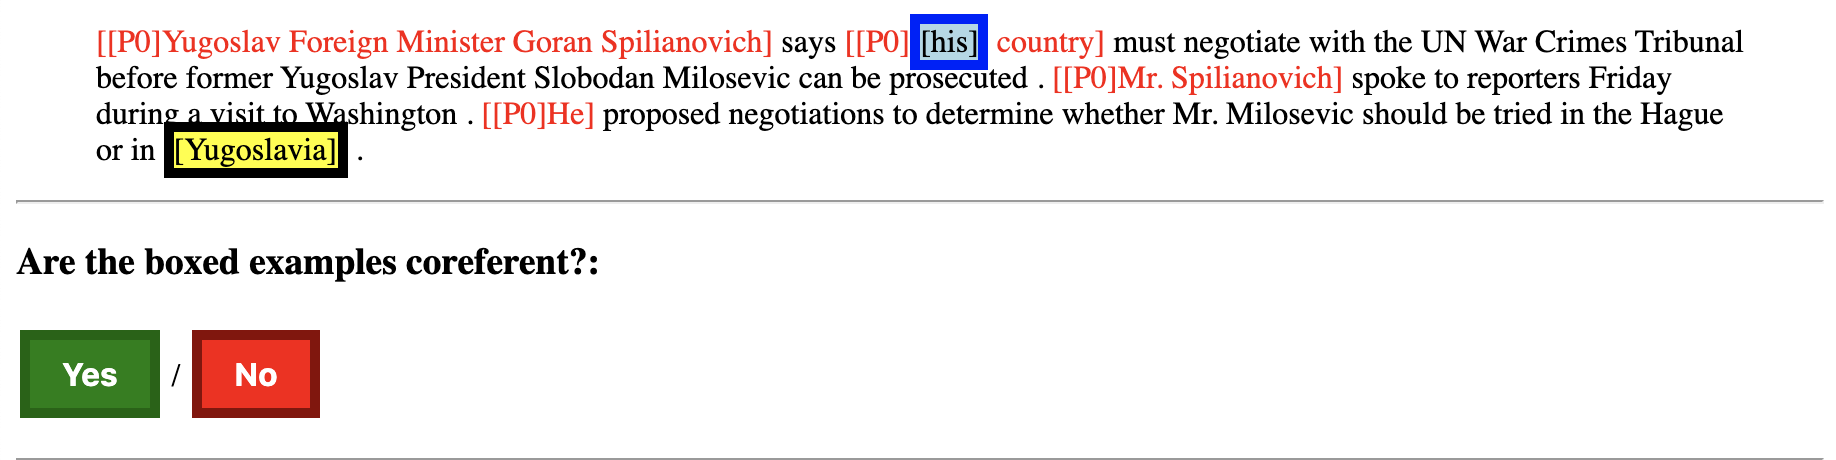 [[P0]Yugoslav Foreign Minister Goran Spilianovich] says [[P0] [his] country] must negotiate with the UN War Crimes Tribunal
before former Yugoslav President Slobodan Milosevic can be prosecuted . [[P0]Mr. Spilianovich] spoke to reporters Friday
during a visit to Washington . [[P0]He] proposed negotiations to determine whether Mr. Milosevic should be tried in the Hague
or in [Yugoslavia] .
Are the boxed examples coreferent?:
Yes / No